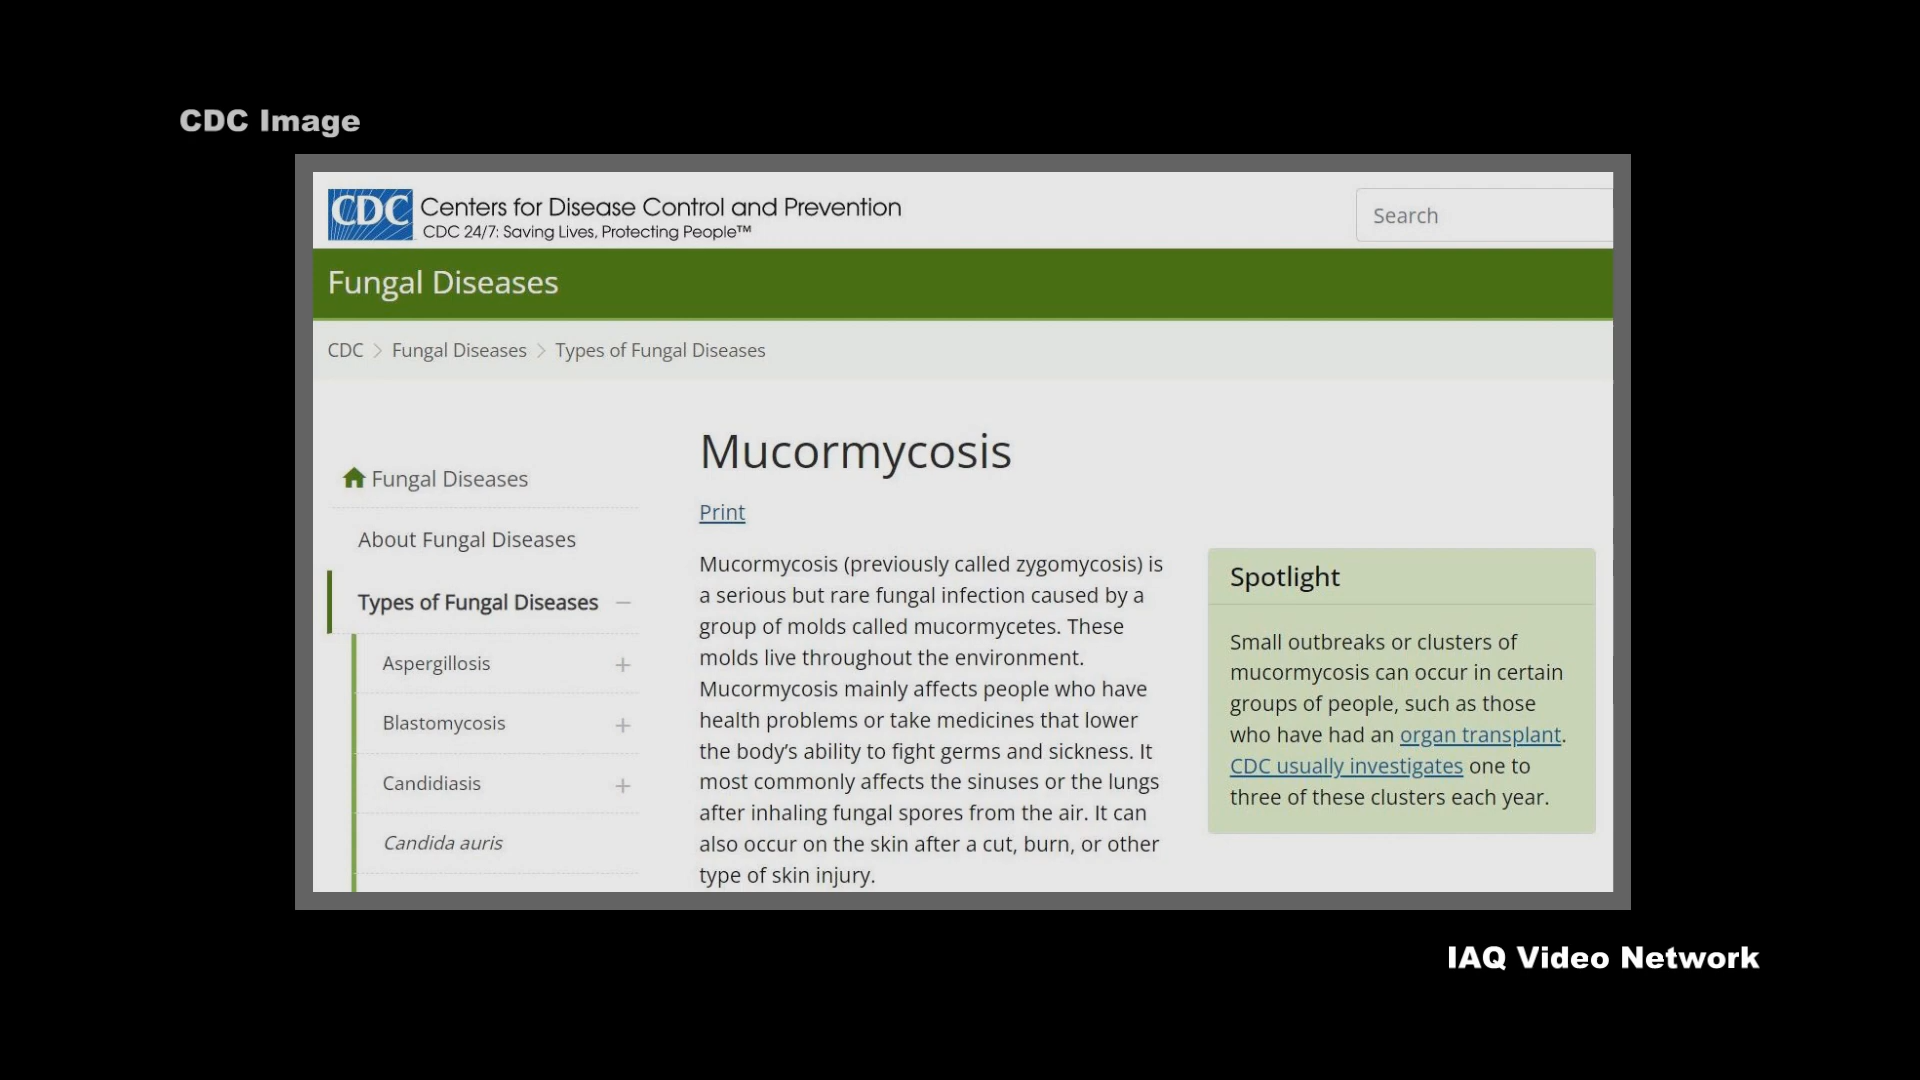 CDC Image
CDC Centers for Disease Control and Prevention
CDC 24/7: Saving Lives, Protecting People™
Search
Fungal Diseases
CDC > Fungal Diseases > Types of Fungal Diseases
Fungal Diseases
About Fungal Diseases
Types of Fungal Diseases −
Aspergillosis +
Blastomycosis +
Candidiasis +
Candida auris
Mucormycosis
Print
Mucormycosis (previously called zygomycosis) is
a serious but rare fungal infection caused by a
group of molds called mucormycetes. These
molds live throughout the environment.
Mucormycosis mainly affects people who have
health problems or take medicines that lower
the body’s ability to fight germs and sickness. It
most commonly affects the sinuses or the lungs
after inhaling fungal spores from the air. It can
also occur on the skin after a cut, burn, or other
type of skin injury.
Spotlight
Small outbreaks or clusters of
mucormycosis can occur in certain
groups of people, such as those
who have had an organ transplant.
CDC usually investigates one to
three of these clusters each year.
IAQ Video Network